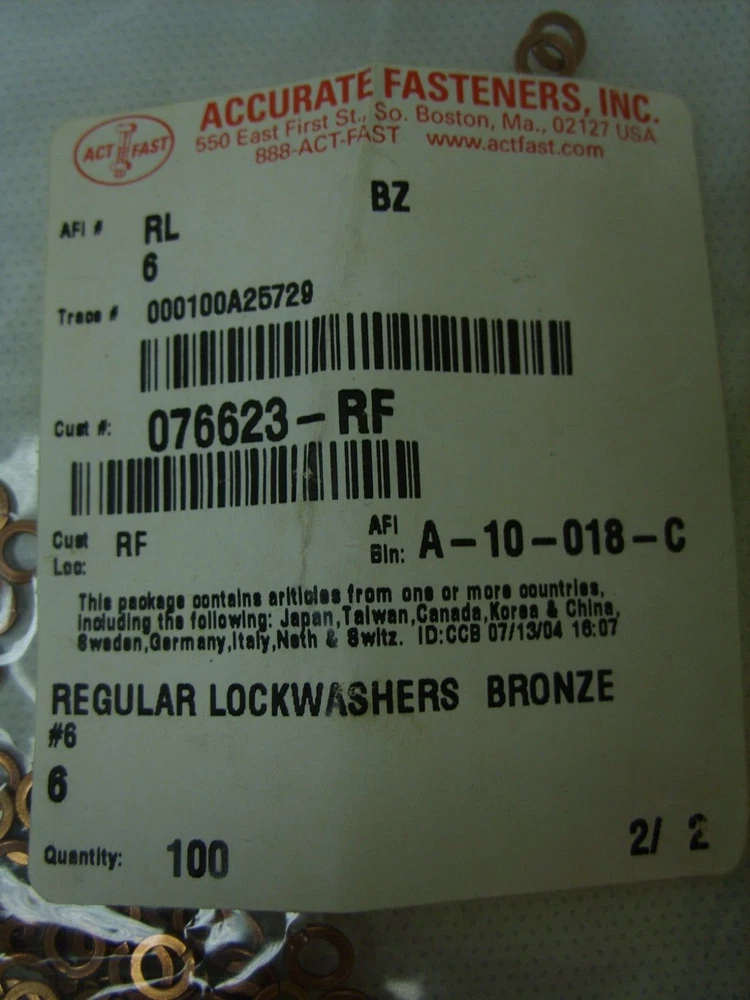 ACCURATE FASTENERS, INC.
ACT FAST
550 East First St., So. Boston, Ma., 02127 USA
888-ACT-FAST www.actfast.com
BZ
AFI # RL
6
Trace # 000100A25729
Cust #: 076623-RF
Cust Loc: RF
AFI Bin: A-10-018-C
This package contains ariticles from one or more countries,
including the following: Japan,Taiwan,Canada,Korea & China,
Sweden,Germany,Italy,Neth & Switz. ID:CCB 07/13/04 16:07
REGULAR LOCKWASHERS BRONZE
#6
6
Quantity: 100
2/ 2